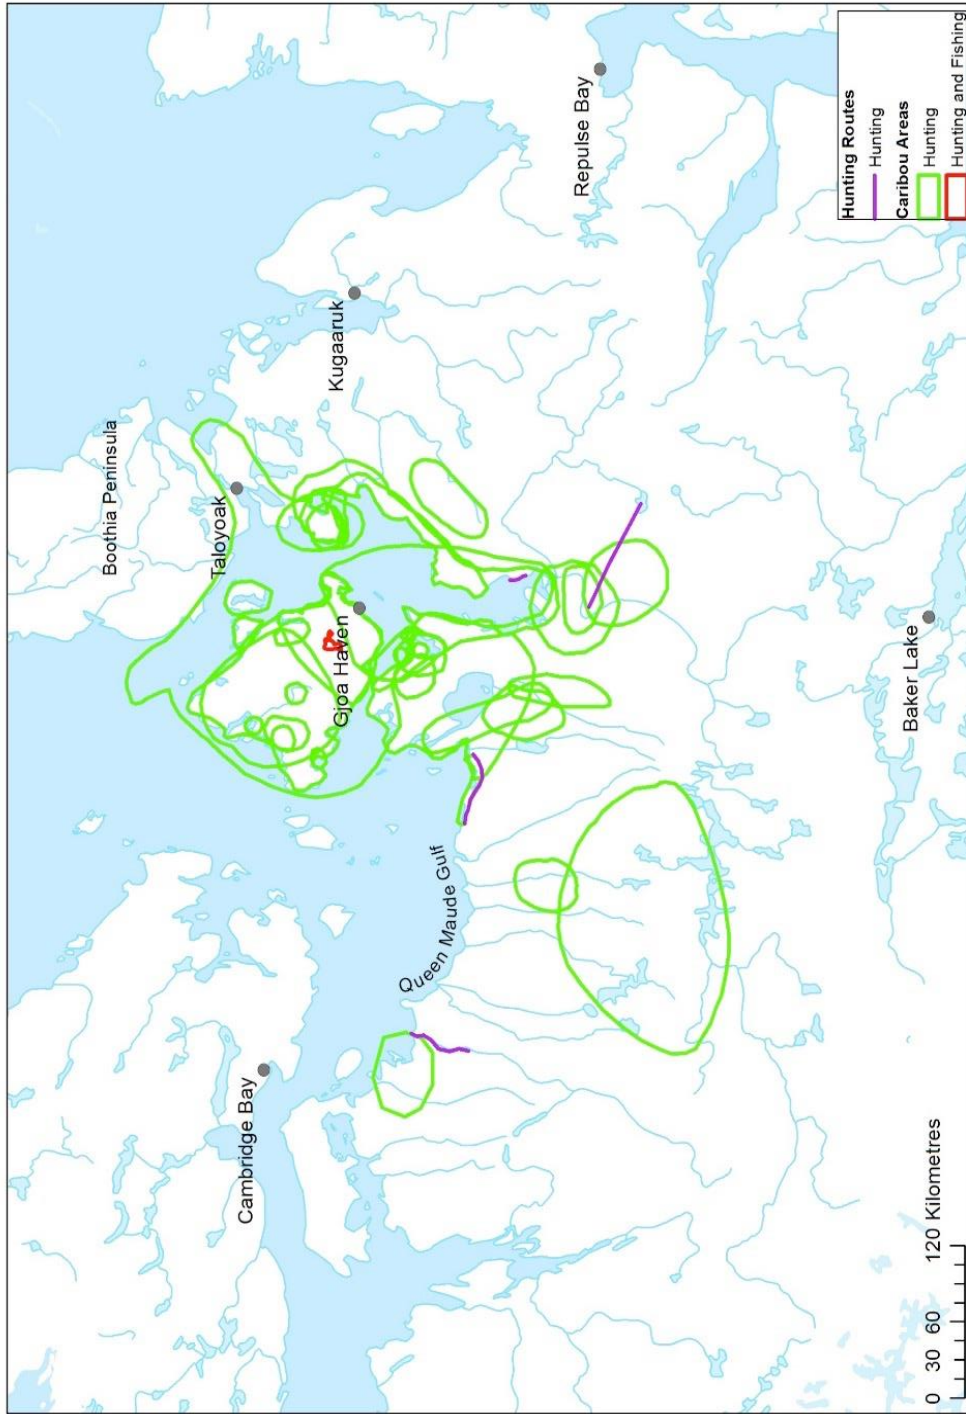 Boothia Peninsula
Taloyoak
Kugaaruk
Repulse Bay
Gjoa Haven
Cambridge Bay
Queen Maude Gulf
Baker Lake
Hunting Routes
Hunting
Caribou Areas
Hunting
Hunting and Fishing
0 30 60 120 Kilometres